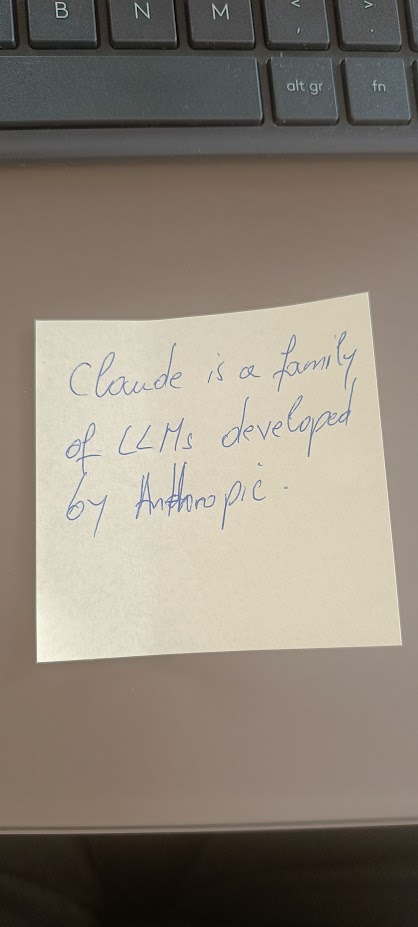 B N M < >
, .
alt gr fn
Claude is a family
of LLMs developed
by Anthropic.